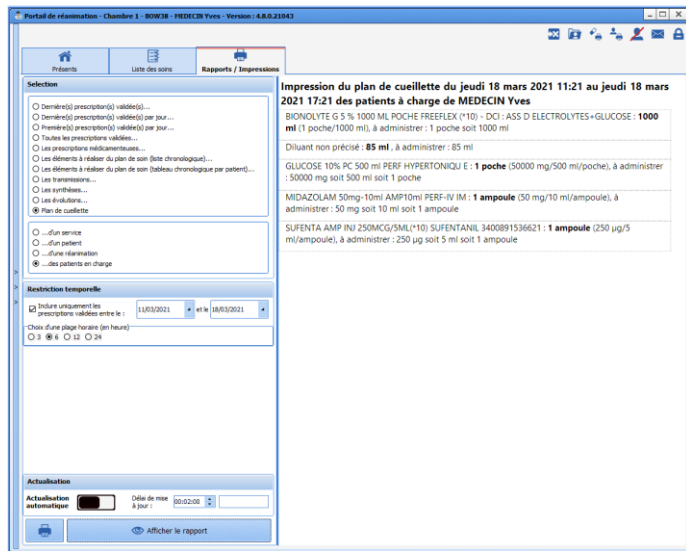 Portail de réanimation - Chambre 1 - BOW38 - MEDECIN Yves - Version : 4.8.0.21043
Présents
Liste des soins
Rapports / Impressions
Selection
Dernière(s) prescription(s) validée(s)...
Dernière(s) prescription(s) validée(s) par jour...
Première(s) prescription(s) validée(s) par jour...
Toutes les prescriptions validées...
Les prescriptions médicamenteuses...
Les éléments à réaliser du plan de soin (liste chronologique)...
Les éléments à réaliser du plan de soin (tableau chronologique par patient)...
Les transmissions...
Les synthèses...
Les évolutions...
Plan de cueillette
...d'un service
...d'un patient
...d'une réanimation
...des patients en charge
Restriction temporelle
Indure uniquement les
prescriptions validées entre le :
11/03/2021
et le
18/03/2021
Choix d'une plage horaire (en heure)
3
6
12
24
Actualisation
Actualisation
automatique
Délai de mise
à jour :
00:02:00
Afficher le rapport
Impression du plan de cueillette du jeudi 18 mars 2021 11:21 au jeudi 18 mars
2021 17:21 des patients à charge de MEDECIN Yves
BIONOLYTE G 5 % 1000 ML POCHE FREEFLEX (*10) - DCI : ASS D ELECTROLYTES+GLUCOSE : 1000
ml (1 poche/1000 ml), à administrer : 1 poche soit 1000 ml
Diluant non précisé : 85 ml , à administrer : 85 ml
GLUCOSE 10% PC 500 ml PERF HYPERTONIQU E : 1 poche (50000 mg/500 ml/poche), à administrer
: 50000 mg soit 500 ml soit 1 poche
MIDAZOLAM 50mg-10ml AMP10ml PERF-IV IM : 1 ampoule (50 mg/10 ml/ampoule), à
administrer : 50 mg soit 10 ml soit 1 ampoule
SUFENTA AMP INJ 250MCG/5ML(*10) SUFENTANIL 3400891536621 : 1 ampoule (250 µg/5
ml/ampoule), à administrer : 250 µg soit 5 ml soit 1 ampoule